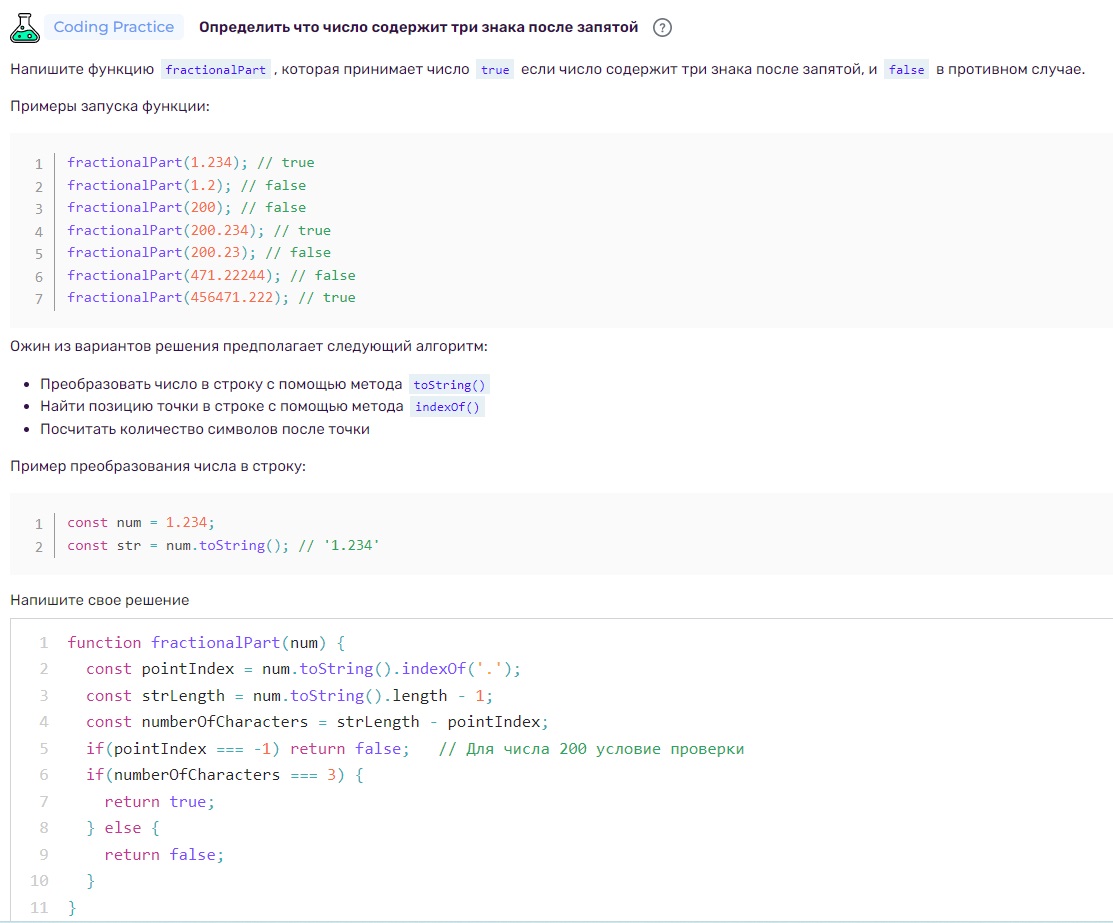 Coding Practice Определить что число содержит три знака после запятой ?
Напишите функцию fractionalPart , которая принимает число true если число содержит три знака после запятой, и false в противном случае.
Примеры запуска функции:
1 fractionalPart(1.234); // true
2 fractionalPart(1.2); // false
3 fractionalPart(200); // false
4 fractionalPart(200.234); // true
5 fractionalPart(200.23); // false
6 fractionalPart(471.22244); // false
7 fractionalPart(456471.222); // true
Ожин из вариантов решения предполагает следующий алгоритм:
• Преобразовать число в строку с помощью метода toString()
• Найти позицию точки в строке с помощью метода indexOf()
• Посчитать количество символов после точки
Пример преобразования числа в строку:
1 const num = 1.234;
2 const str = num.toString(); // '1.234'
Напишите свое решение
1 function fractionalPart(num) {
2 const pointIndex = num.toString().indexOf('.');
3 const strLength = num.toString().length - 1;
4 const numberOfCharacters = strLength - pointIndex;
5 if(pointIndex === -1) return false; // Для числа 200 условие проверки
6 if(numberOfCharacters === 3) {
7 return true;
8 } else {
9 return false;
10 }
11 }